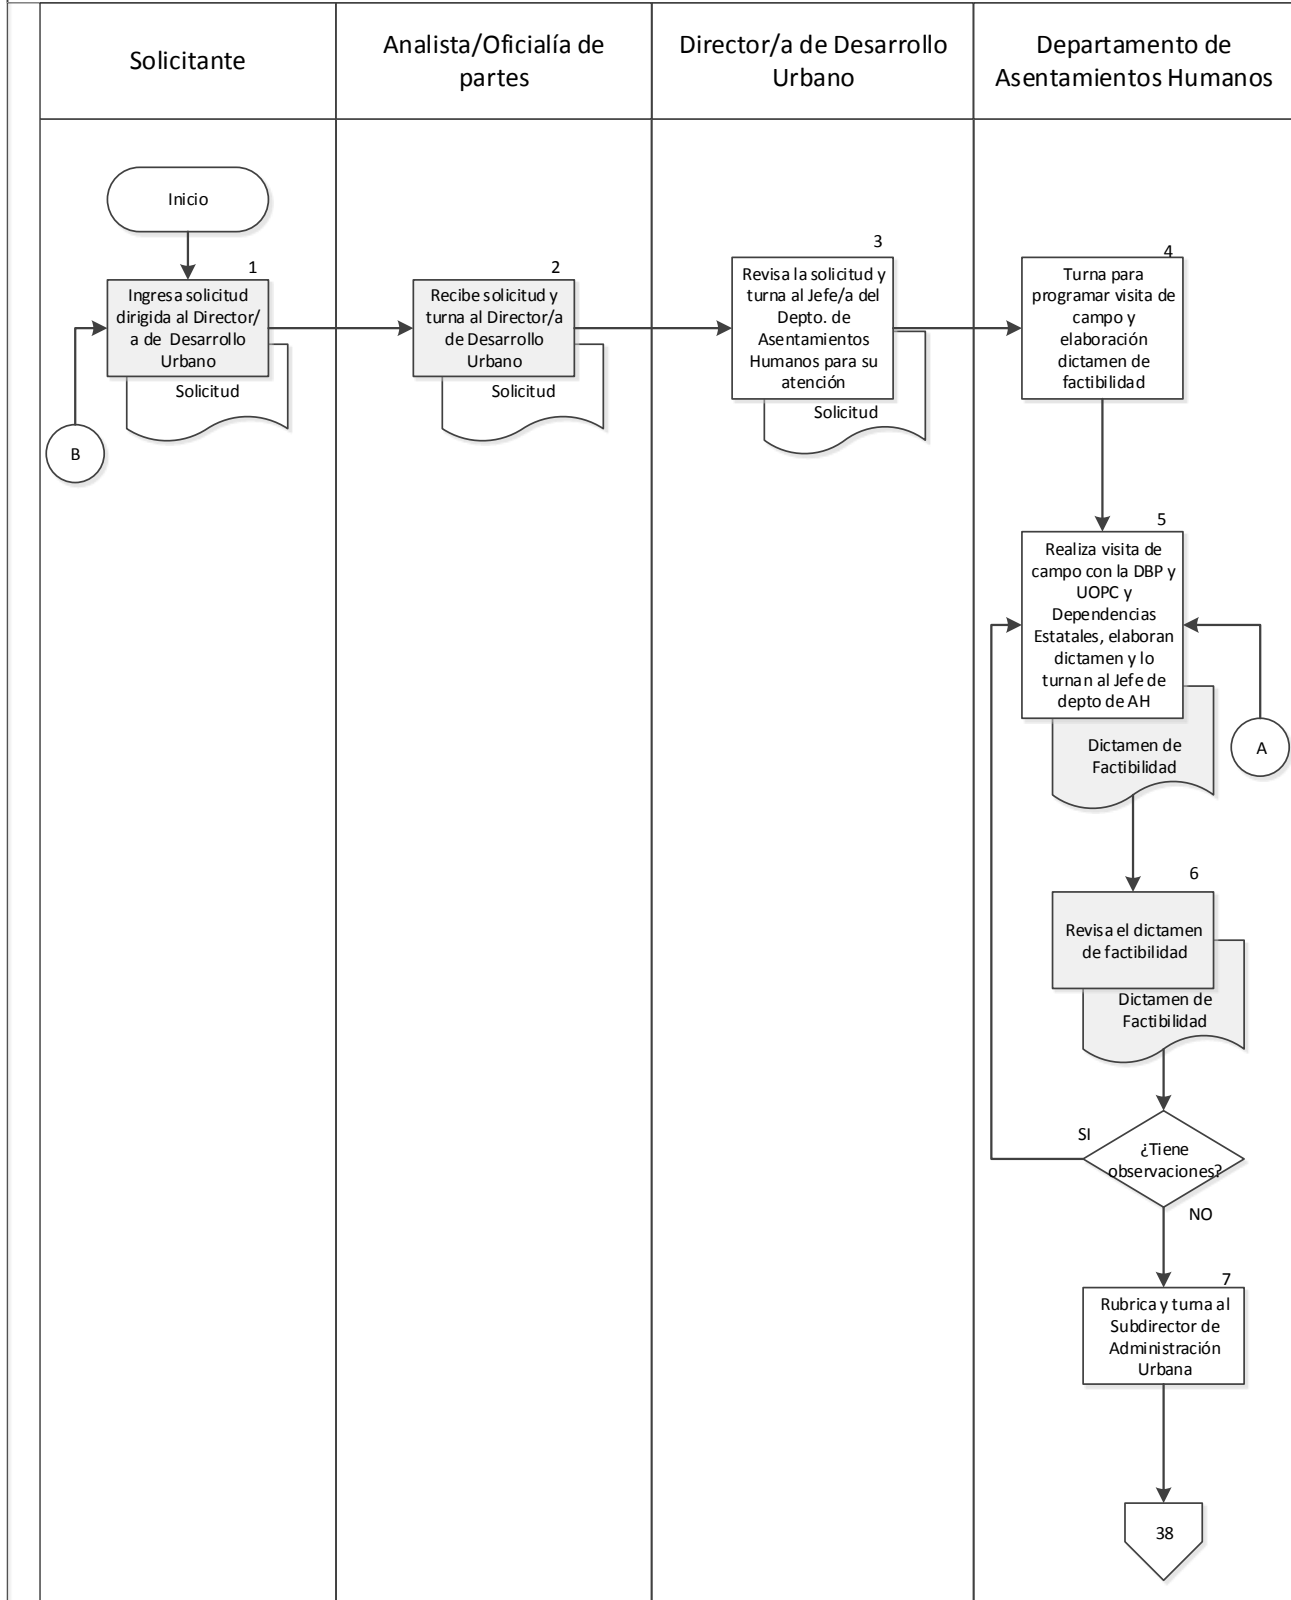 Solicitante
Analista/Oficialía de
partes
Director/a de Desarrollo
Urbano
Departamento de
Asentamientos Humanos
Inicio
1
Ingresa solicitud
dirigida al Director/
a de Desarrollo
Urbano
Solicitud
B
2
Recibe solicitud y
turna al Director/a
de Desarrollo
Urbano
Solicitud
3
Revisa la solicitud y
turna al Jefe/a del
Depto. de
Asentamientos
Humanos para su
atención
Solicitud
4
Turna para
programar visita de
campo y
elaboración
dictamen de
factibilidad
5
Realiza visita de
campo con la DBP y
UOPC y
Dependencias
Estatales, elaboran
dictamen y lo
turnan al Jefe de
depto de AH
Dictamen de
Factibilidad
A
6
Revisa el dictamen
de factibilidad
Dictamen de
Factibilidad
SI
¿Tiene
observaciones?
NO
7
Rubrica y turna al
Subdirector de
Administración
Urbana
38